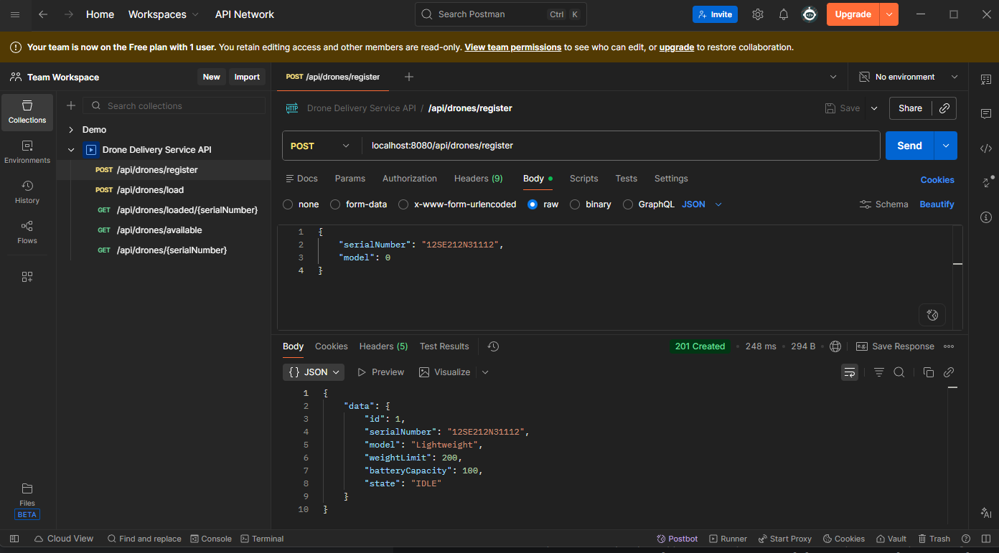 Home Workspaces API Network Search Postman Ctrl K Invite Upgrade
Your team is now on the Free plan with 1 user. You retain editing access and other members are read-only. View team permissions to see who can edit, or upgrade to restore collaboration.
Team Workspace New Import
POST /api/drones/register No environment
Collections
Environments
History
Flows
Files
BETA
Search collections
Demo
Drone Delivery Service API
POST /api/drones/register
POST /api/drones/load
GET /api/drones/loaded/{serialNumber}
GET /api/drones/available
GET /api/drones/{serialNumber}
HTTP Drone Delivery Service API / /api/drones/register Save Share
POST localhost:8080/api/drones/register Send
Docs Params Authorization Headers (9) Body Scripts Tests Settings Cookies
none form-data x-www-form-urlencoded raw binary GraphQL JSON Schema Beautify
1 {
2 "serialNumber": "12SE212N31112",
3 "model": 0
4 }
Body Cookies Headers (5) Test Results 201 Created 248 ms 294 B e.g. Save Response
{} JSON Preview Visualize
1 {
2 "data": {
3 "id": 1,
4 "serialNumber": "12SE212N31112",
5 "model": "Lightweight",
6 "weightLimit": 200,
7 "batteryCapacity": 100,
8 "state": "IDLE"
9 }
10 }
AI
Cloud View Find and replace Console Terminal Postbot Runner Start Proxy Cookies Vault Trash